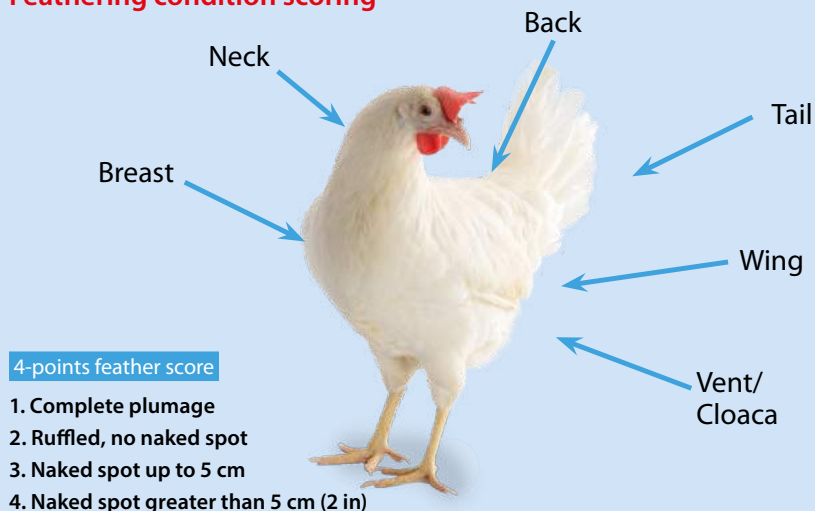 Feathering condition scoring
Back
Neck
Tail
Breast
Wing
4-points feather score
Vent/
Cloaca
1. Complete plumage
2. Ruffled, no naked spot
3. Naked spot up to 5 cm
4. Naked spot greater than 5 cm (2 in)